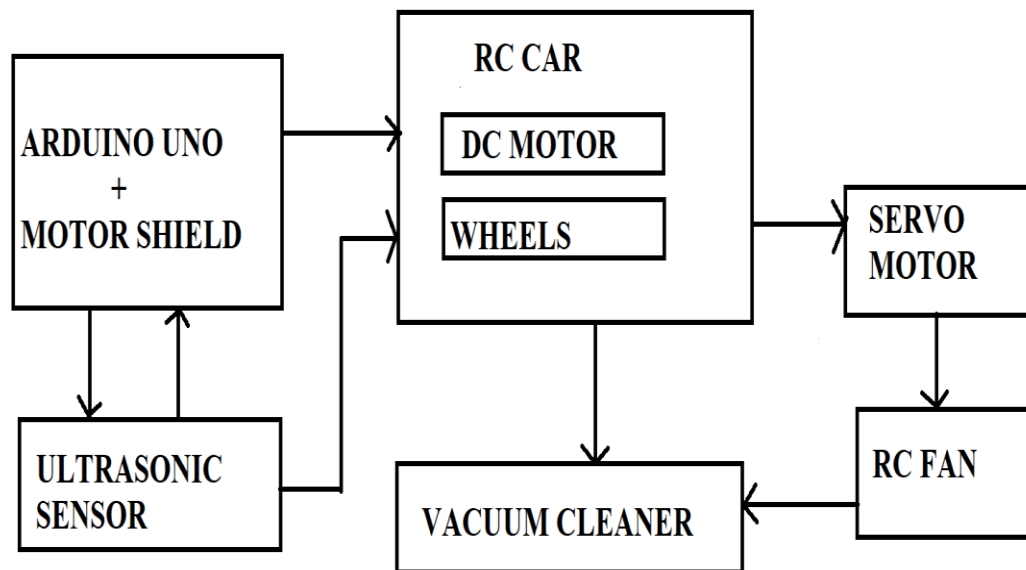 ARDUINO UNO
+
MOTOR SHIELD
RC CAR
DC MOTOR
WHEELS
SERVO
MOTOR
ULTRASONIC
SENSOR
VACUUM CLEANER
RC FAN